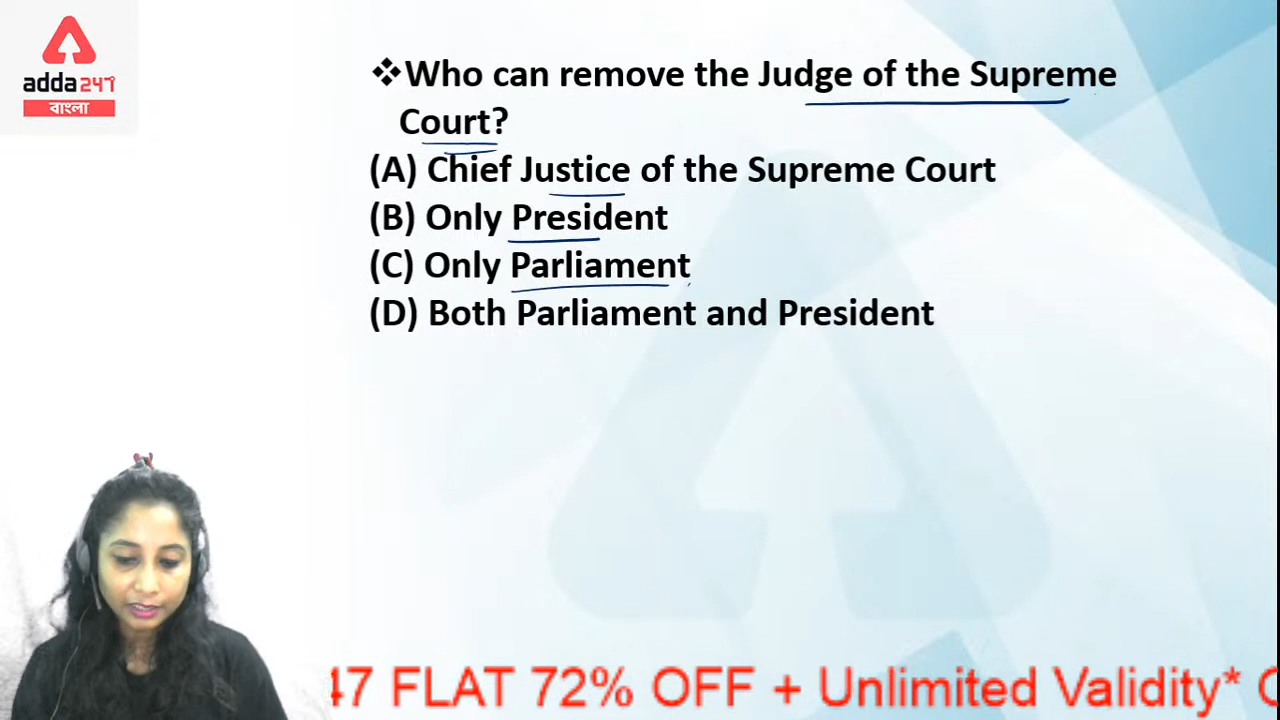 adda247
বাংলা
❖Who can remove the Judge of the Supreme
Court?
(A) Chief Justice of the Supreme Court
(B) Only President
(C) Only Parliament
(D) Both Parliament and President
47 FLAT 72% OFF + Unlimited Validity*